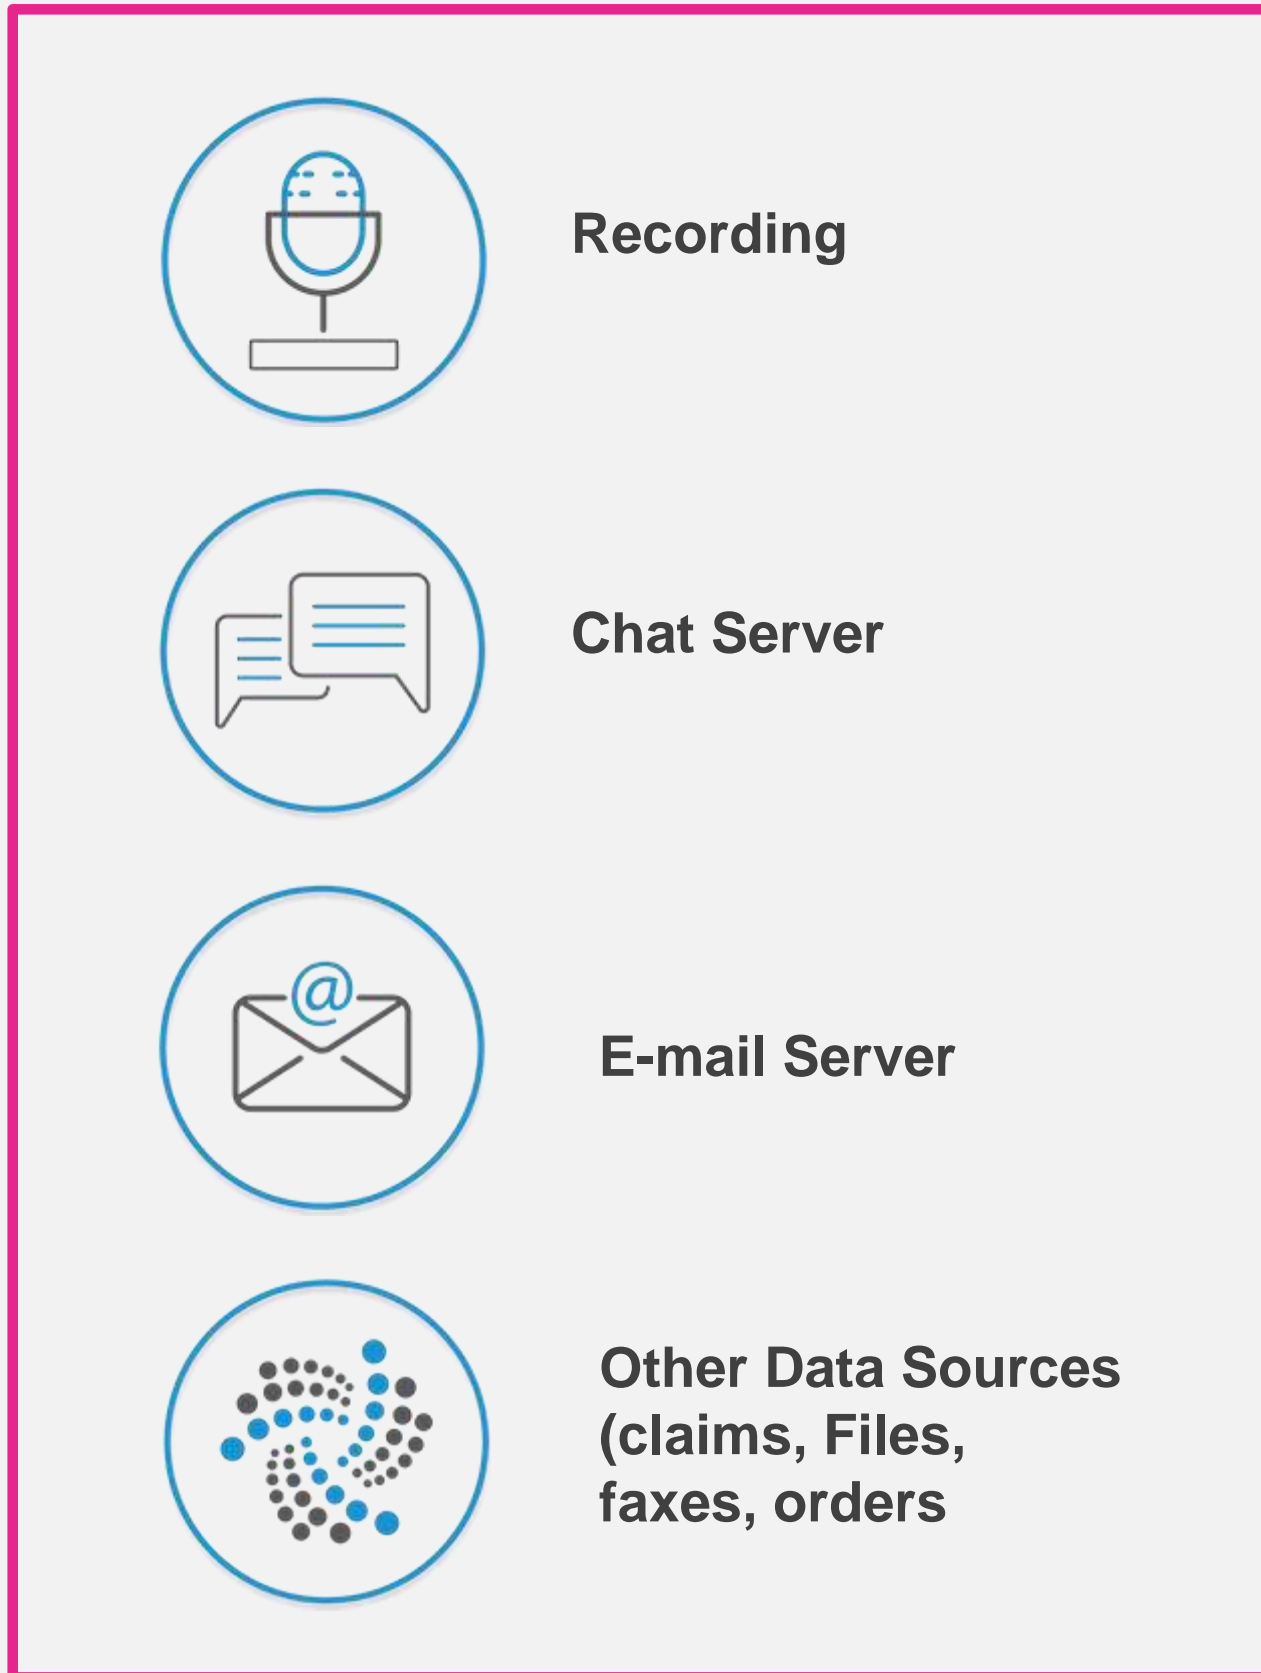 Recording
Chat Server
@
E-mail Server
Other Data Sources
(claims, Files,
faxes, orders